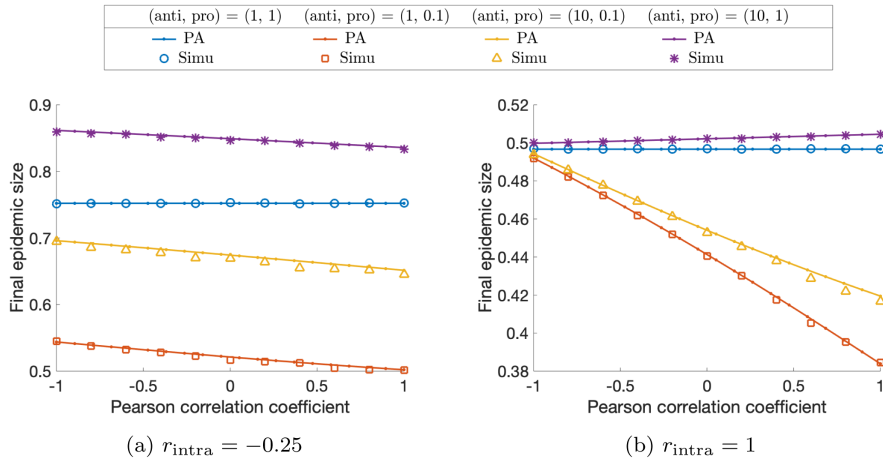 (anti, pro) = (1, 1) (anti, pro) = (1, 0.1) (anti, pro) = (10, 0.1) (anti, pro) = (10, 1)
PA PA PA PA
Simu Simu Simu Simu
0.9
0.8
0.7
0.6
0.5
Final epidemic size
-1 -0.5 0 0.5 1
Pearson correlation coefficient
(a) r_intra = −0.25
0.52
0.5
0.48
0.46
0.44
0.42
0.4
0.38
Final epidemic size
-1 -0.5 0 0.5 1
Pearson correlation coefficient
(b) r_intra = 1